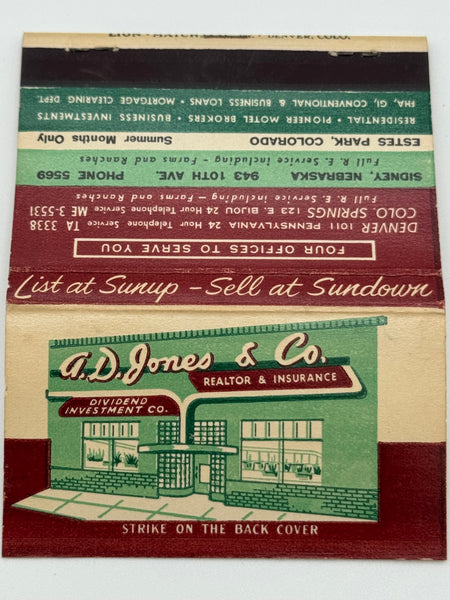 List at Sunup - Sell at Sundown
A.D. Jones & Co.
REALTOR & INSURANCE
DIVIDEND
INVESTMENT CO.
STRIKE ON THE BACK COVER
FOUR OFFICES TO SERVE YOU
DENVER 1011 PENNSYLVANIA 24 Hour Telephone Service TA 3338
COLO. SPRINGS 123 E. BIJOU 24 Hour Telephone Service ME 3-5531
Full R. E. Service including - Farms and Ranches
SIDNEY, NEBRASKA 943 10TH AVE. PHONE 5569
Full R. E. Service including - Farms and Ranches
ESTES PARK, COLORADO Summer Months Only
RESIDENTIAL • PIONEER MOTEL BROKERS • BUSINESS INVESTMENTS
FHA, GI, CONVENTIONAL & BUSINESS LOANS • MORTGAGE CLEARING DEPT.
DENVER, COLO.